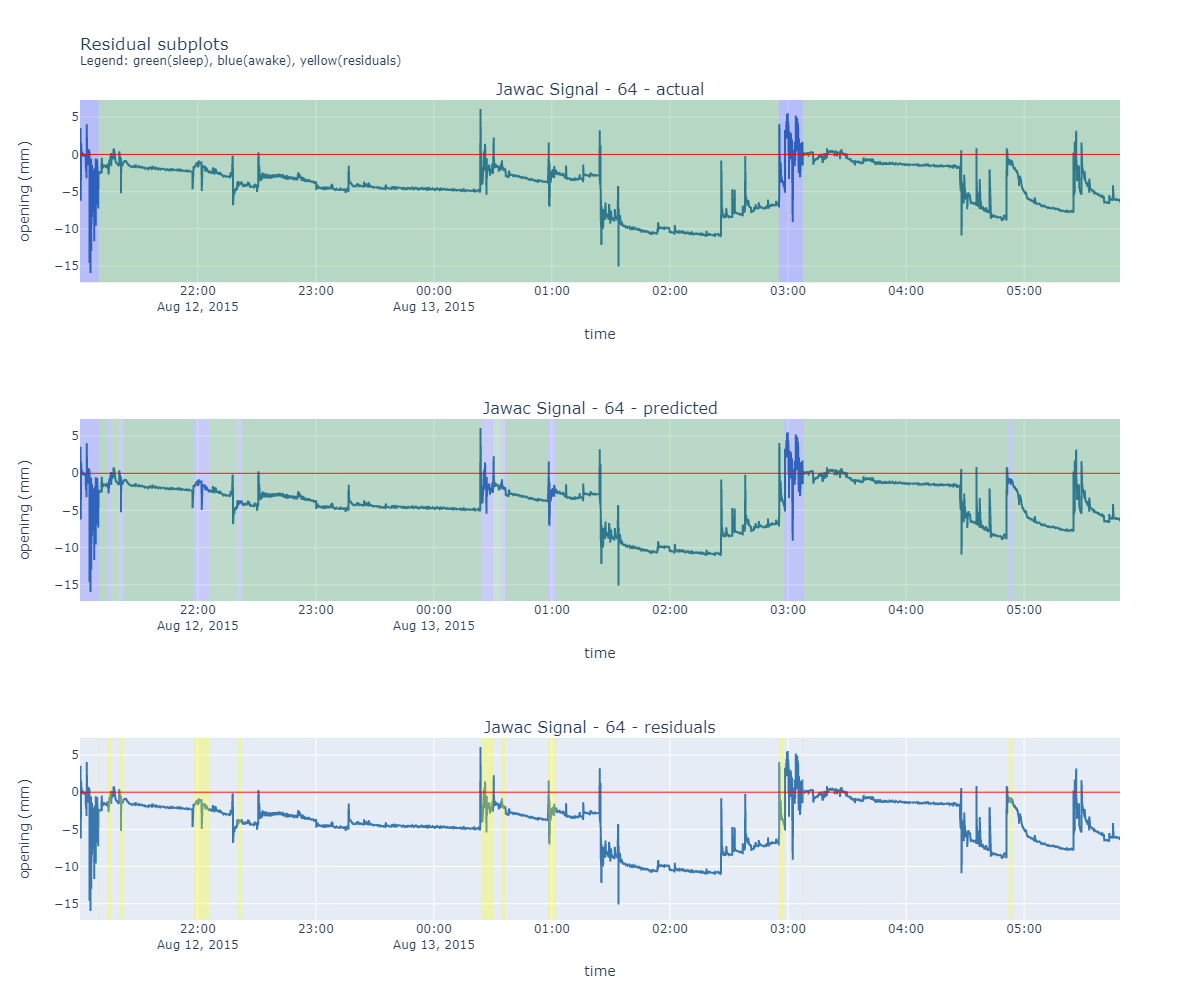 Residual subplots
Legend: green(sleep), blue(awake), yellow(residuals)
Jawac Signal - 64 - actual
5
0
−5
−10
−15
opening (mm)
22:00 23:00 00:00 01:00 02:00 03:00 04:00 05:00
Aug 12, 2015 Aug 13, 2015
time
Jawac Signal - 64 - predicted
5
0
−5
−10
−15
opening (mm)
22:00 23:00 00:00 01:00 02:00 03:00 04:00 05:00
Aug 12, 2015 Aug 13, 2015
time
Jawac Signal - 64 - residuals
5
0
−5
−10
−15
opening (mm)
22:00 23:00 00:00 01:00 02:00 03:00 04:00 05:00
Aug 12, 2015 Aug 13, 2015
time